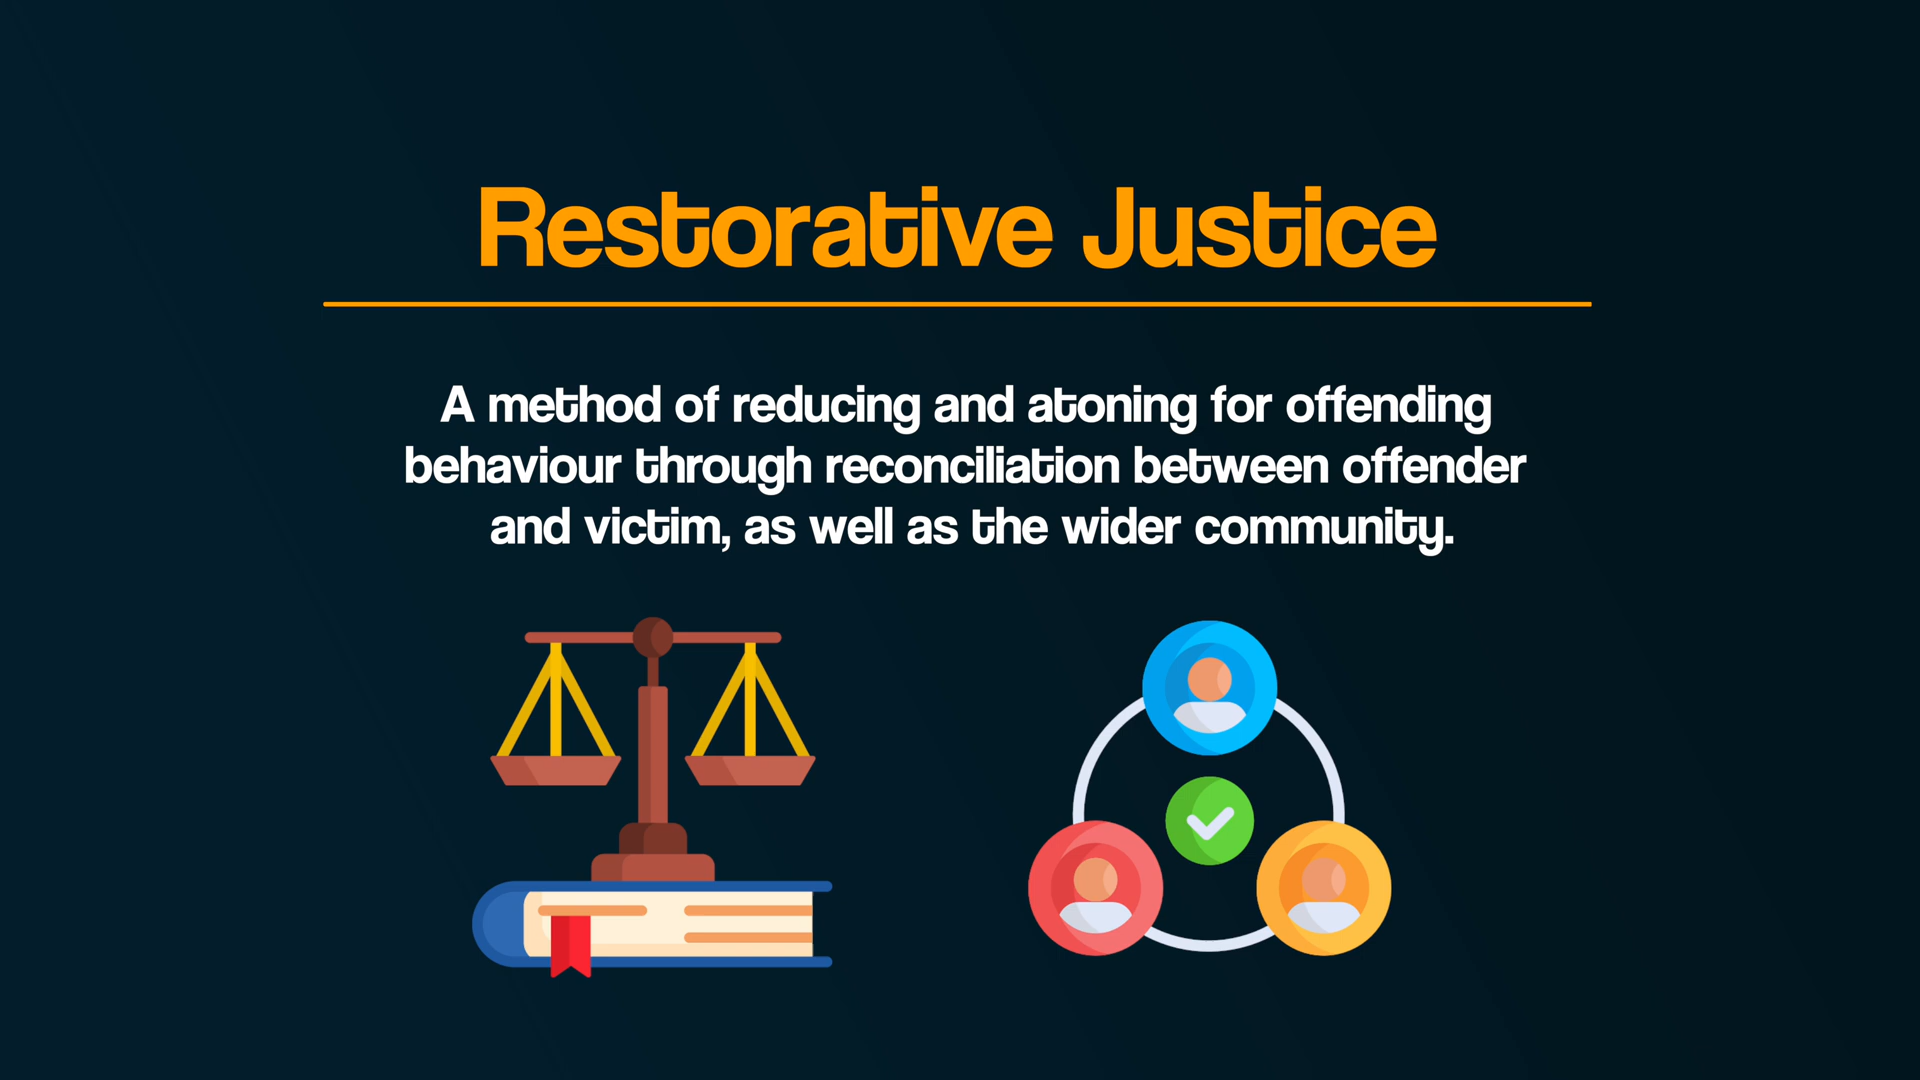 Restorative Justice
A method of reducing and atoning for offending
behaviour through reconciliation between offender
and victim, as well as the wider community.